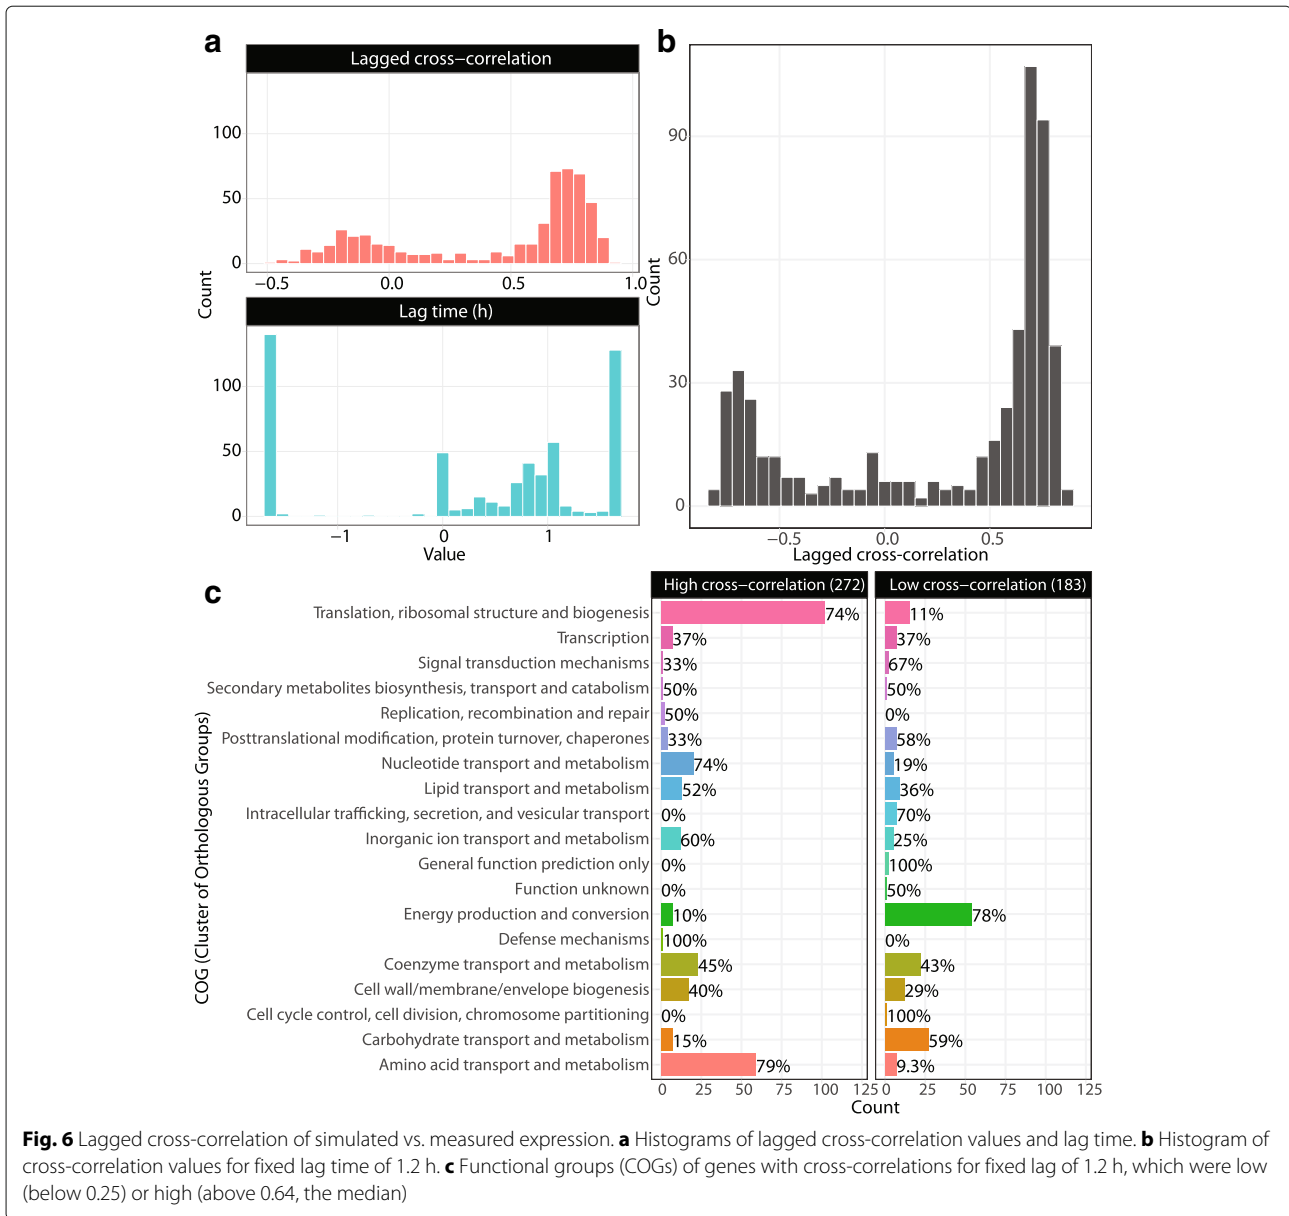 a
Lagged cross−correlation
100
50
0
−0.5 0.0 0.5 1.0
Lag time (h)
100
50
0
−1 0 1
Value
Count
b
90
60
30
0
−0.5 0.0 0.5
Lagged cross-correlation
Count
c
High cross−correlation (272) Low cross−correlation (183)
Translation, ribosomal structure and biogenesis 74% 11%
Transcription 37% 37%
Signal transduction mechanisms 33% 67%
Secondary metabolites biosynthesis, transport and catabolism 50% 50%
Replication, recombination and repair 50% 0%
Posttranslational modification, protein turnover, chaperones 33% 58%
Nucleotide transport and metabolism 74% 19%
Lipid transport and metabolism 52% 36%
Intracellular trafficking, secretion, and vesicular transport 0% 70%
Inorganic ion transport and metabolism 60% 25%
General function prediction only 0% 100%
Function unknown 0% 50%
Energy production and conversion 10% 78%
Defense mechanisms 100% 0%
Coenzyme transport and metabolism 45% 43%
Cell wall/membrane/envelope biogenesis 40% 29%
Cell cycle control, cell division, chromosome partitioning 0% 100%
Carbohydrate transport and metabolism 15% 59%
Amino acid transport and metabolism 79% 9.3%
0 25 50 75 100 125 0 25 50 75 100 125
Count
COG (Cluster of Orthologous Groups)
Fig. 6 Lagged cross-correlation of simulated vs. measured expression. a Histograms of lagged cross-correlation values and lag time. b Histogram of
cross-correlation values for fixed lag time of 1.2 h. c Functional groups (COGs) of genes with cross-correlations for fixed lag of 1.2 h, which were low
(below 0.25) or high (above 0.64, the median)